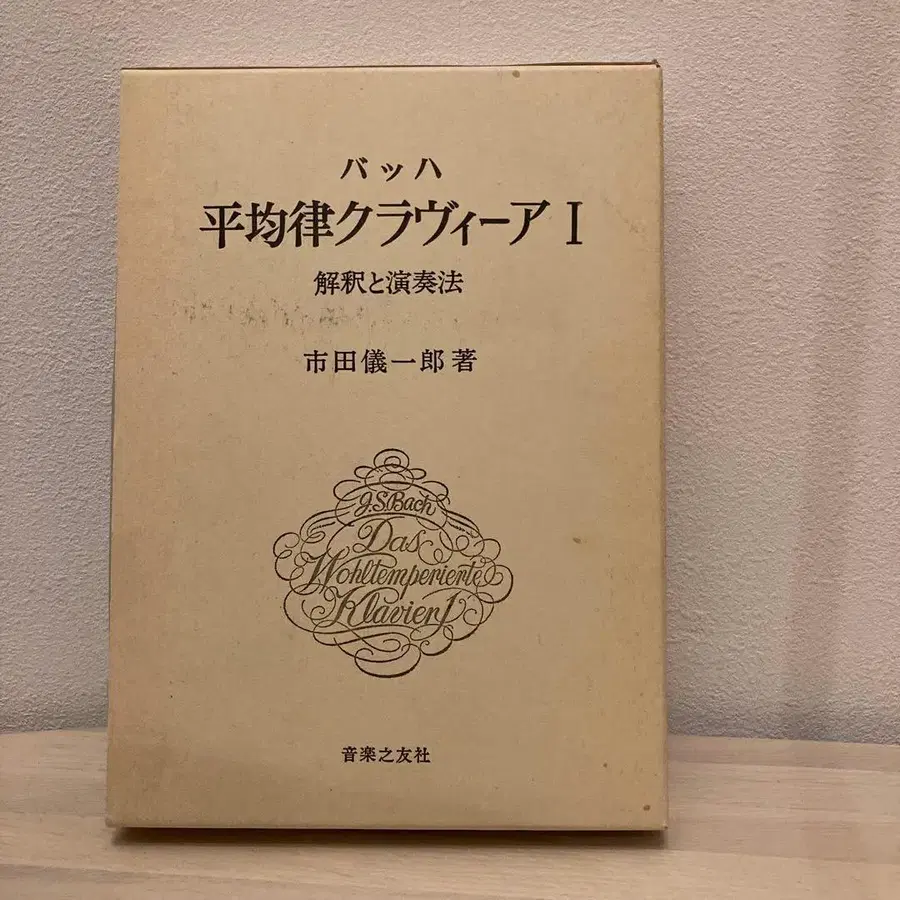 バッハ
平均律クラヴィーア I
解釈と演奏法
市田儀一郎 著
J.S.Bach
Das
Wohltemperierte
Klavier 1
音楽之友社